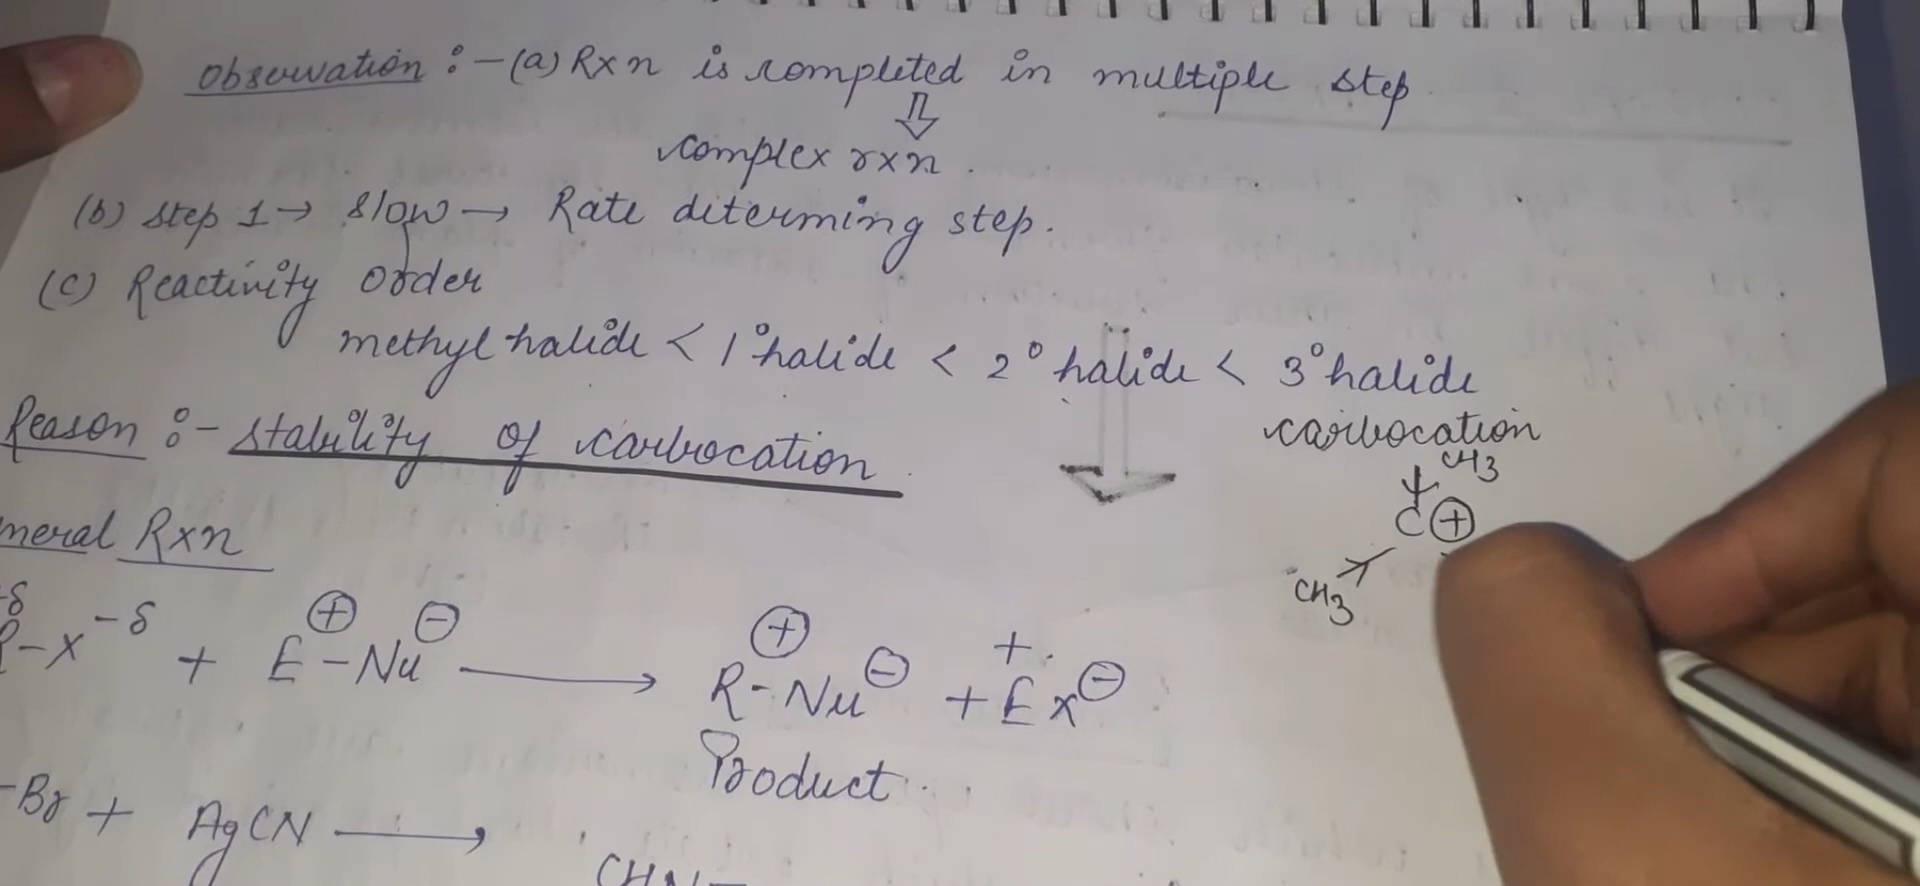 Observation :- (a) Rxn is completed in multiple step.
⇓
complex rxn.
(b) Step 1 → slow → Rate determing step.
(c) Reactivity order
methyl halide < 1° halide < 2° halide < 3° halide
Reason :- stability of carbocation.
carbocation
CH3
C⊕
CH3
neral Rxn
R-X -δ + E⊕-Nu⊖ ⟶ R⊕-Nu⊖ + E+ X⊖
Product.
-Br + AgCN ⟶